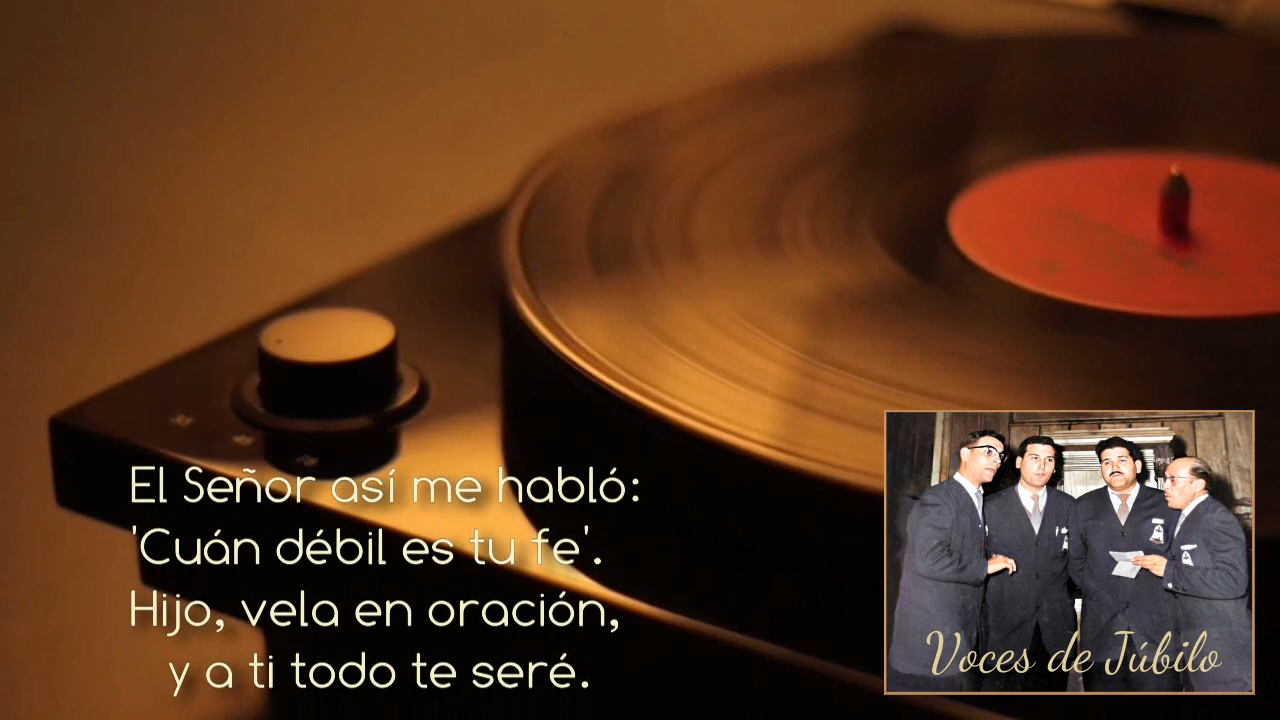 El Señor así me habló:
'Cuán débil es tu fe'.
Hijo, vela en oración,
y a ti todo te seré.
Voces de Júbilo